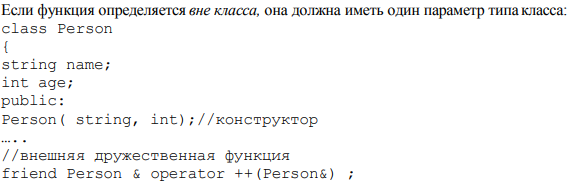 Если функция определяется вне класса, она должна иметь один параметр типа класса:
class Person
{
string name;
int age;
public:
Person( string, int);//конструктор
…..
//внешняя дружественная функция
friend Person & operator ++(Person&) ;